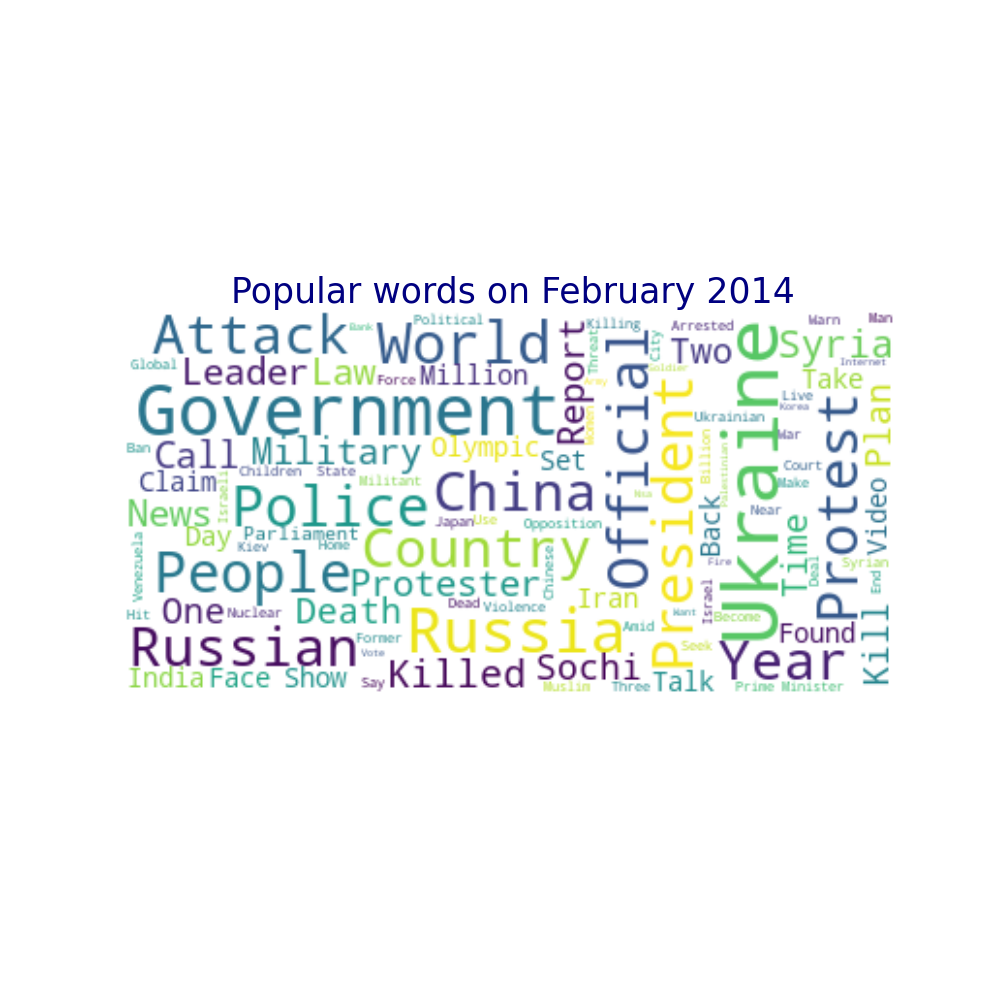 Popular words on February 2014
Attack
Bank
World
Political
Killing
Report
Threat
Official
City
Arrested
Two
Soldier
Ukraine
Warn
Man
Syria
Internet
Global
Leader
Law
Force
Million
Army
Women
President
Take
Plan
Government
Live
Korea
Protest
Ukrainian
Ban
Call
Military
Olympic
Set
War
Billion
Palestinian
Court
Make
Video
Claim
Children
State
Israeli
Militant
Police
China
Nsa
Back
Near
News
Japan
Use
Opposition
Time
Day
Parliament
Country
Kiev
Home
Venezuela
Chinese
Fire
Deal
Syrian
End
People
Protester
Iran
Israel
Hit
One
Nuclear
Death
Dead
Violence
Want
Become
Kill
Russian
Former
Vote
Russia
Amid
Seek
Found
Year
India
Face
Show
Say
Killed
Sochi
Muslim
Three
Talk
Prime Minister